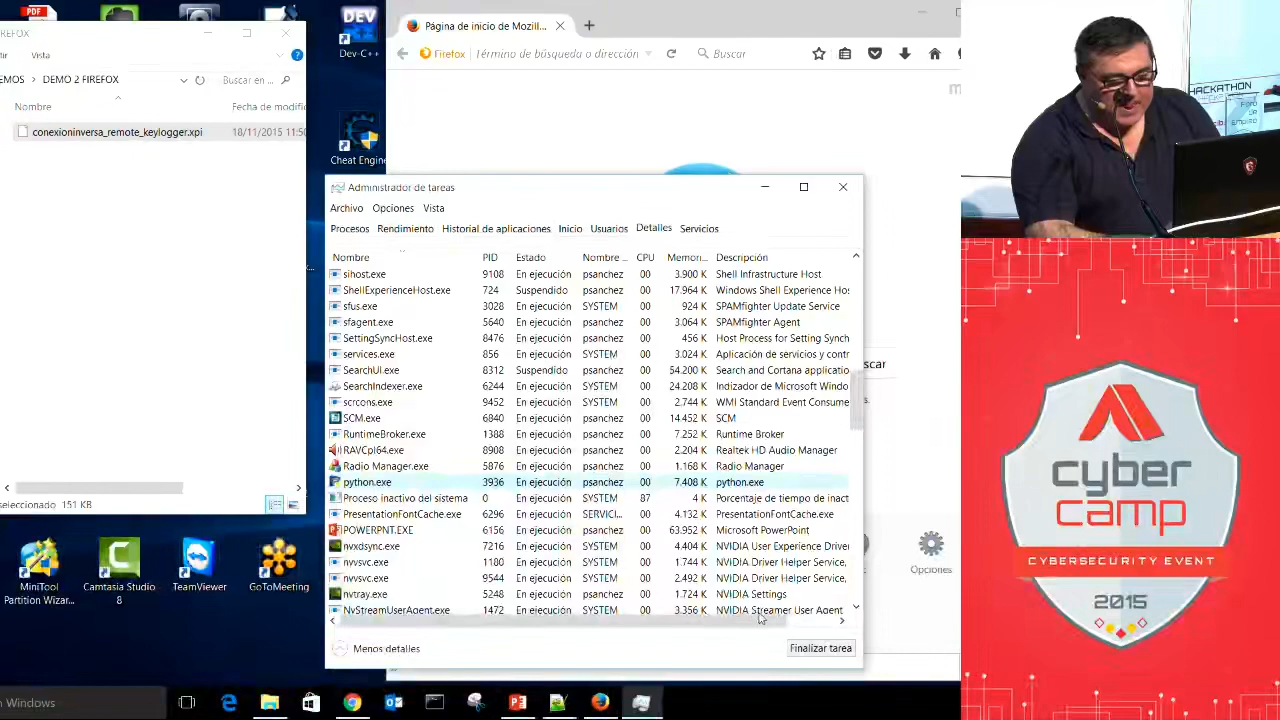 PDF
DEV
C++
Dev-C++
Cheat Engine
MiniTool
Partition Wizar...
Camtasia Studio
8
TeamViewer
GoToMeeting
REFOX
Vista
EMOS > DEMO 2 FIREFOX
Buscar en ...
Nombre
Fecha de modific
conexioninversa_remote_keylogger.xpi
18/11/2015 11:50
seleccionado 151 KB
Página de inicio de Mozill...
Firefox
Término de búsqueda o dirección
Buscar
m
scar
Opciones
Administrador de tareas
Archivo Opciones Vista
Procesos Rendimiento Historial de aplicaciones Inicio Usuarios Detalles Servicios
Nombre PID Estado Nombre ... CPU Memori... Descripción
sihost.exe 9108 En ejecución psanchez 00 3.900 K Shell Infrastructure Host
ShellExperienceHost.exe 724 Suspendido psanchez 00 17.964 K Windows Shell Experience Hos
sfus.exe 3028 En ejecución SYSTEM 00 924 K SPAMfighter Update Service
sfagent.exe 5640 En ejecución psanchez 00 3.064 K SPAMfighter Agent
SettingSyncHost.exe 8476 En ejecución psanchez 00 456 K Host Process for Setting Synch
services.exe 856 En ejecución SYSTEM 00 3.024 K Aplicación de servicios y contr
SearchUI.exe 8312 Suspendido psanchez 00 54.200 K Search and Cortana applicatio
SearchIndexer.exe 6244 En ejecución SYSTEM 00 24.208 K Indizador de Microsoft Windo
scrcons.exe 9452 En ejecución SYSTEM 00 2.744 K WMI Standard Event Consume
SCM.exe 6840 En ejecución psanchez 00 14.452 K SCM
RuntimeBroker.exe 1388 En ejecución psanchez 00 7.252 K Runtime Broker
RAVCpl64.exe 8908 En ejecución psanchez 00 2.204 K Realtek HD Audio Manager
Radio Manager.exe 5876 En ejecución psanchez 00 1.168 K Radio Manager
python.exe 3936 En ejecución psanchez 00 7.408 K python.exe
Proceso inactivo del sistema 0 En ejecución SYSTEM 87 4 K Porcentaje de tiempo de inact
PresentationFontCache.exe 6296 En ejecución SERVICI... 00 4.132 K PresentationFontCache.exe
POWERPNT.EXE 6156 En ejecución psanchez 00 63.952 K Microsoft PowerPoint
nvxdsync.exe 7216 En ejecución SYSTEM 00 4.404 K NVIDIA User Experience Driver
nvvsvc.exe 1180 En ejecución SYSTEM 00 1.744 K NVIDIA Driver Helper Service,
nvvsvc.exe 6544 En ejecución SYSTEM 00 2.492 K NVIDIA Driver Helper Service,
nvtray.exe 5248 En ejecución psanchez 00 1.724 K NVIDIA Settings
NvStreamUserAgent.exe 1472 En ejecución SYSTEM 00 3.356 K NVIDIA Streamer User Agent
Menos detalles
Finalizar tarea
n Windows
HACKATHON
Foro
Empleo
cyber
camp
CYBERSECURITY EVENT
2015